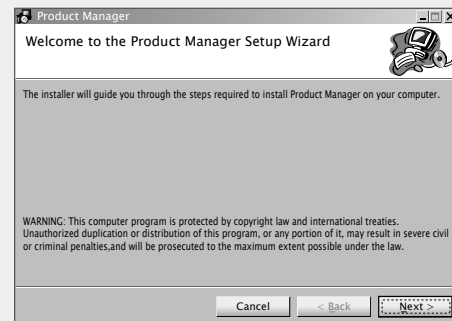 Product Manager
Welcome to the Product Manager Setup Wizard
The installer will guide you through the steps required to install Product Manager on your computer.
WARNING: This computer program is protected by copyright law and international treaties.
Unauthorized duplication or distribution of this program, or any portion of it, may result in severe civil
or criminal penalties,and will be prosecuted to the maximum extent possible under the law.
Cancel < Back Next >